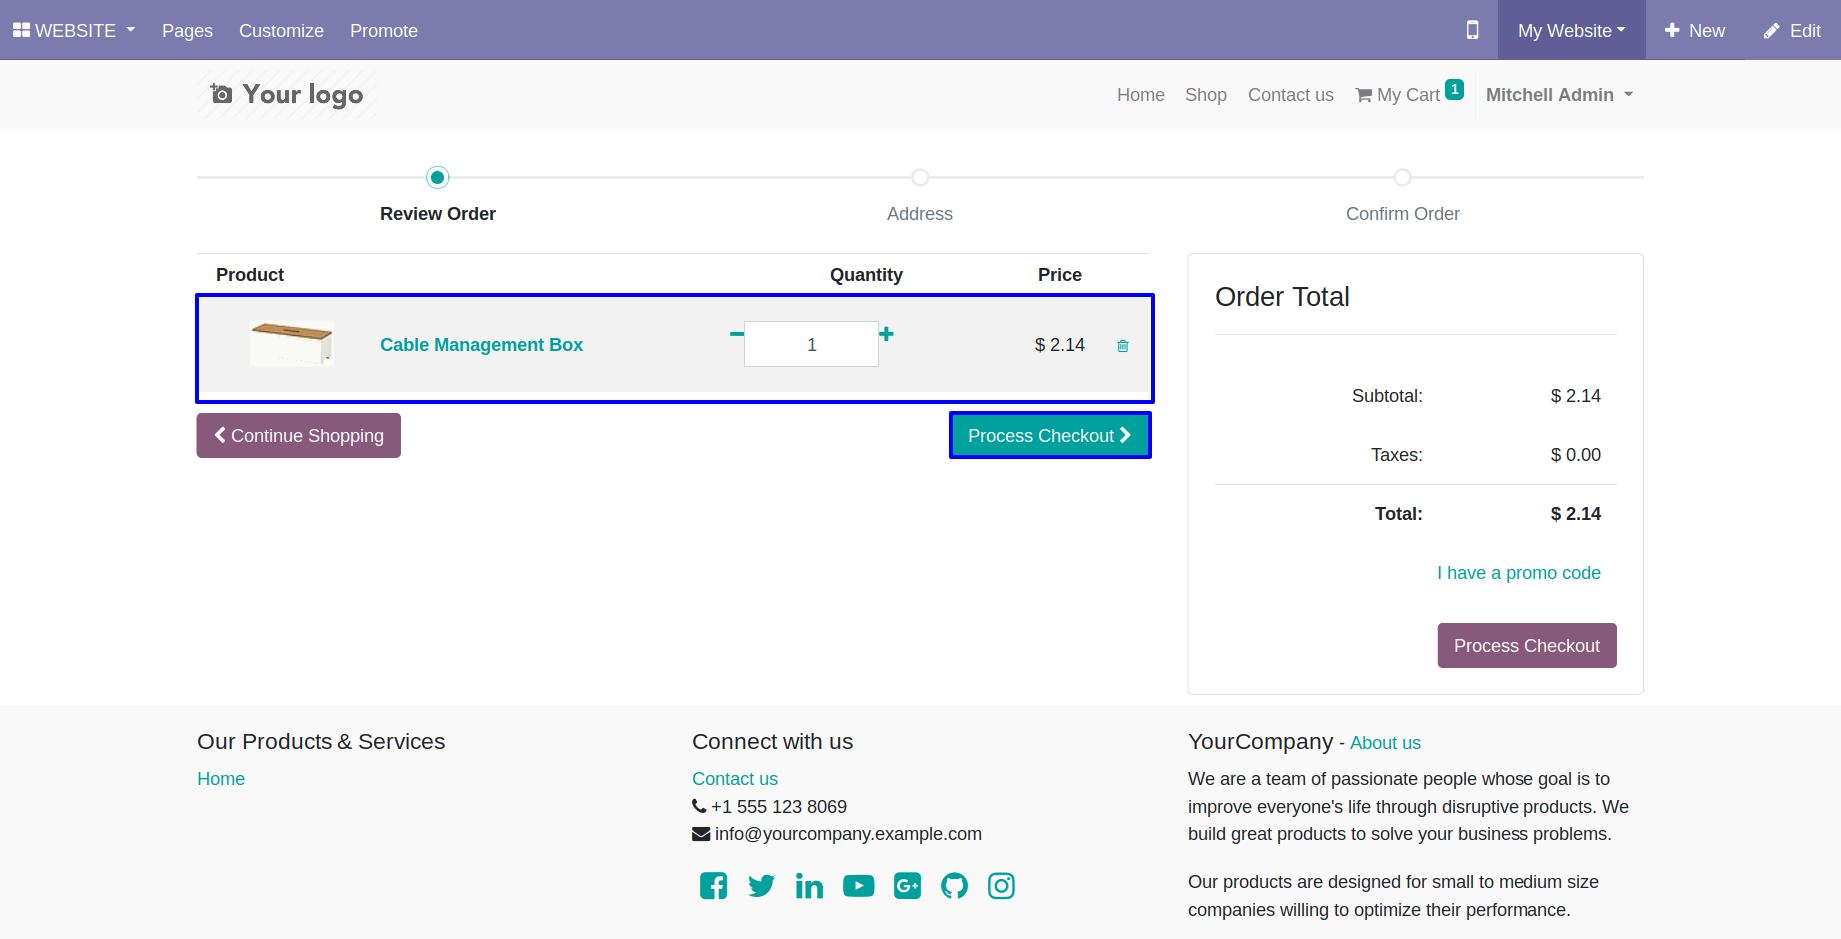 WEBSITE Pages Customize Promote My Website New Edit
Your logo Home Shop Contact us My Cart 1 Mitchell Admin
Review Order Address Confirm Order
Product Quantity Price
Cable Management Box 1 $ 2.14
Continue Shopping Process Checkout
Order Total
Subtotal: $ 2.14
Taxes: $ 0.00
Total: $ 2.14
I have a promo code
Process Checkout
Our Products & Services
Home
Connect with us
Contact us
+1 555 123 8069
info@yourcompany.example.com
YourCompany - About us
We are a team of passionate people whose goal is to
improve everyone's life through disruptive products. We
build great products to solve your business problems.
Our products are designed for small to medium size
companies willing to optimize their performance.